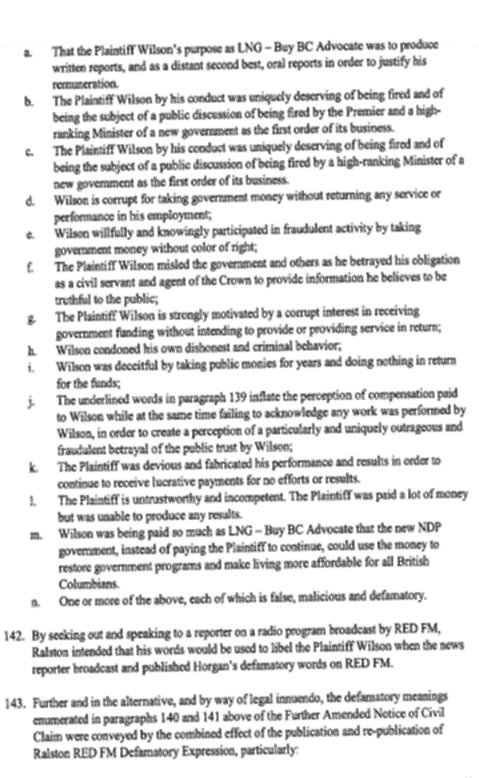 a. That the Plaintiff Wilson's purpose as LNG – Buy BC Advocate was to produce
written reports, and as a distant second best, oral reports in order to justify his
remuneration.
b. The Plaintiff Wilson by his conduct was uniquely deserving of being fired and of
being the subject of a public discussion of being fired by the Premier and a high-
ranking Minister of a new government as the first order of its business.
c. The Plaintiff Wilson by his conduct was uniquely deserving of being fired and of
being the subject of a public discussion of being fired by a high-ranking Minister of a
new government as the first order of its business.
d. Wilson is corrupt for taking government money without returning any service or
performance in his employment;
e. Wilson willfully and knowingly participated in fraudulent activity by taking
government money without color of right;
f. The Plaintiff Wilson misled the government and others as he betrayed his obligation
as a civil servant and agent of the Crown to provide information he believes to be
truthful to the public;
g. The Plaintiff Wilson is strongly motivated by a corrupt interest in receiving
government funding without intending to provide or providing service in return;
h. Wilson condoned his own dishonest and criminal behavior;
i. Wilson was deceitful by taking public monies for years and doing nothing in return
for the funds;
j. The underlined words in paragraph 139 inflate the perception of compensation paid
to Wilson while at the same time failing to acknowledge any work was performed by
Wilson, in order to create a perception of a particularly and uniquely outrageous and
fraudulent betrayal of the public trust by Wilson;
k. The Plaintiff was devious and fabricated his performance and results in order to
continue to receive lucrative payments for no efforts or results.
l. The Plaintiff is untrustworthy and incompetent. The Plaintiff was paid a lot of money
but was unable to produce any results.
m. Wilson was being paid so much as LNG – Buy BC Advocate that the new NDP
government, instead of paying the Plaintiff to continue, could use the money to
restore government programs and make living more affordable for all British
Columbians.
n. One or more of the above, each of which is false, malicious and defamatory.
142. By seeking out and speaking to a reporter on a radio program broadcast by RED FM,
Ralston intended that his words would be used to libel the Plaintiff Wilson when the news
reporter broadcast and published Horgan's defamatory words on RED FM.
143. Further and in the alternative, and by way of legal innuendo, the defamatory meanings
enumerated in paragraphs 140 and 141 above of the Further Amended Notice of Civil
Claim were conveyed by the combined effect of the publication and re-publication of
Ralston RED FM Defamatory Expression, particularly: